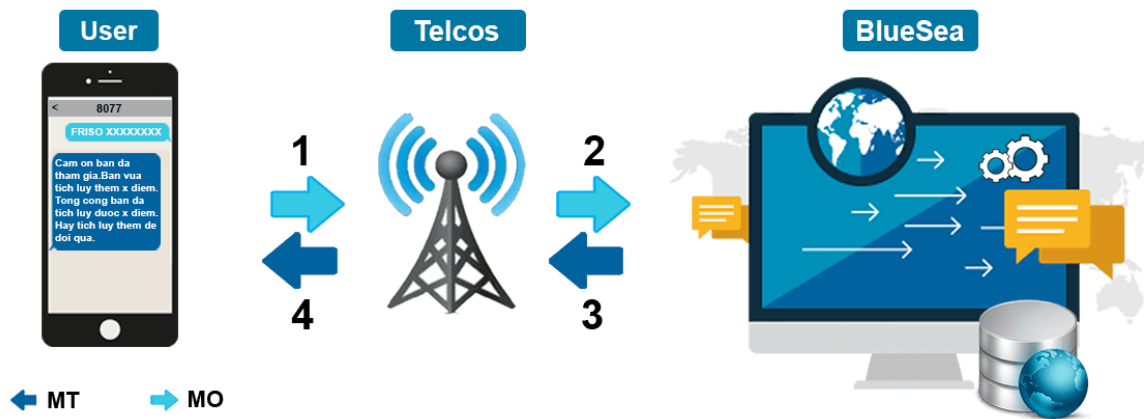 User
Telcos
BlueSea
<
8077
FRISO XXXXXXXX
Cam on ban da
tham gia.Ban vua
tich luy them x diem.
Tong cong ban da
tich luy duoc x diem.
Hay tich luy them de
doi qua.
1
2
4
3
MT
MO